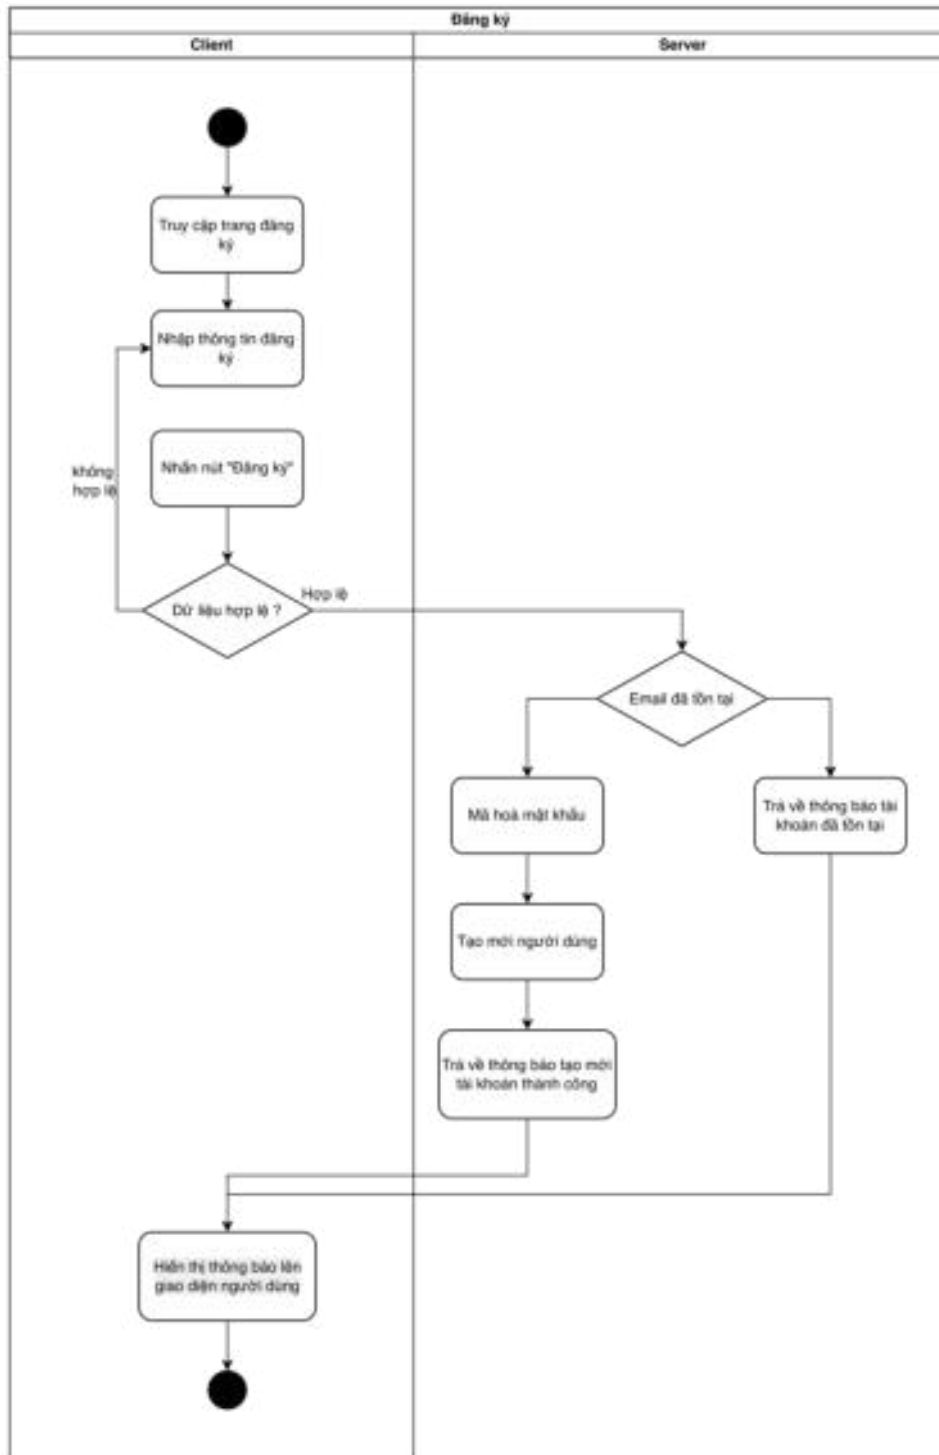 Đăng ký
Client
Server
Truy cập trang đăng
ký
Nhập thông tin đăng
ký
Nhấn nút "Đăng ký"
không
hợp lệ
Dữ liệu hợp lệ ?
Hợp lệ
Email đã tồn tại
Mã hoá mật khẩu
Trả về thông báo tài
khoản đã tồn tại
Tạo mới người dùng
Trả về thông báo tạo mới
tài khoản thành công
Hiển thị thông báo lên
giao diện người dùng